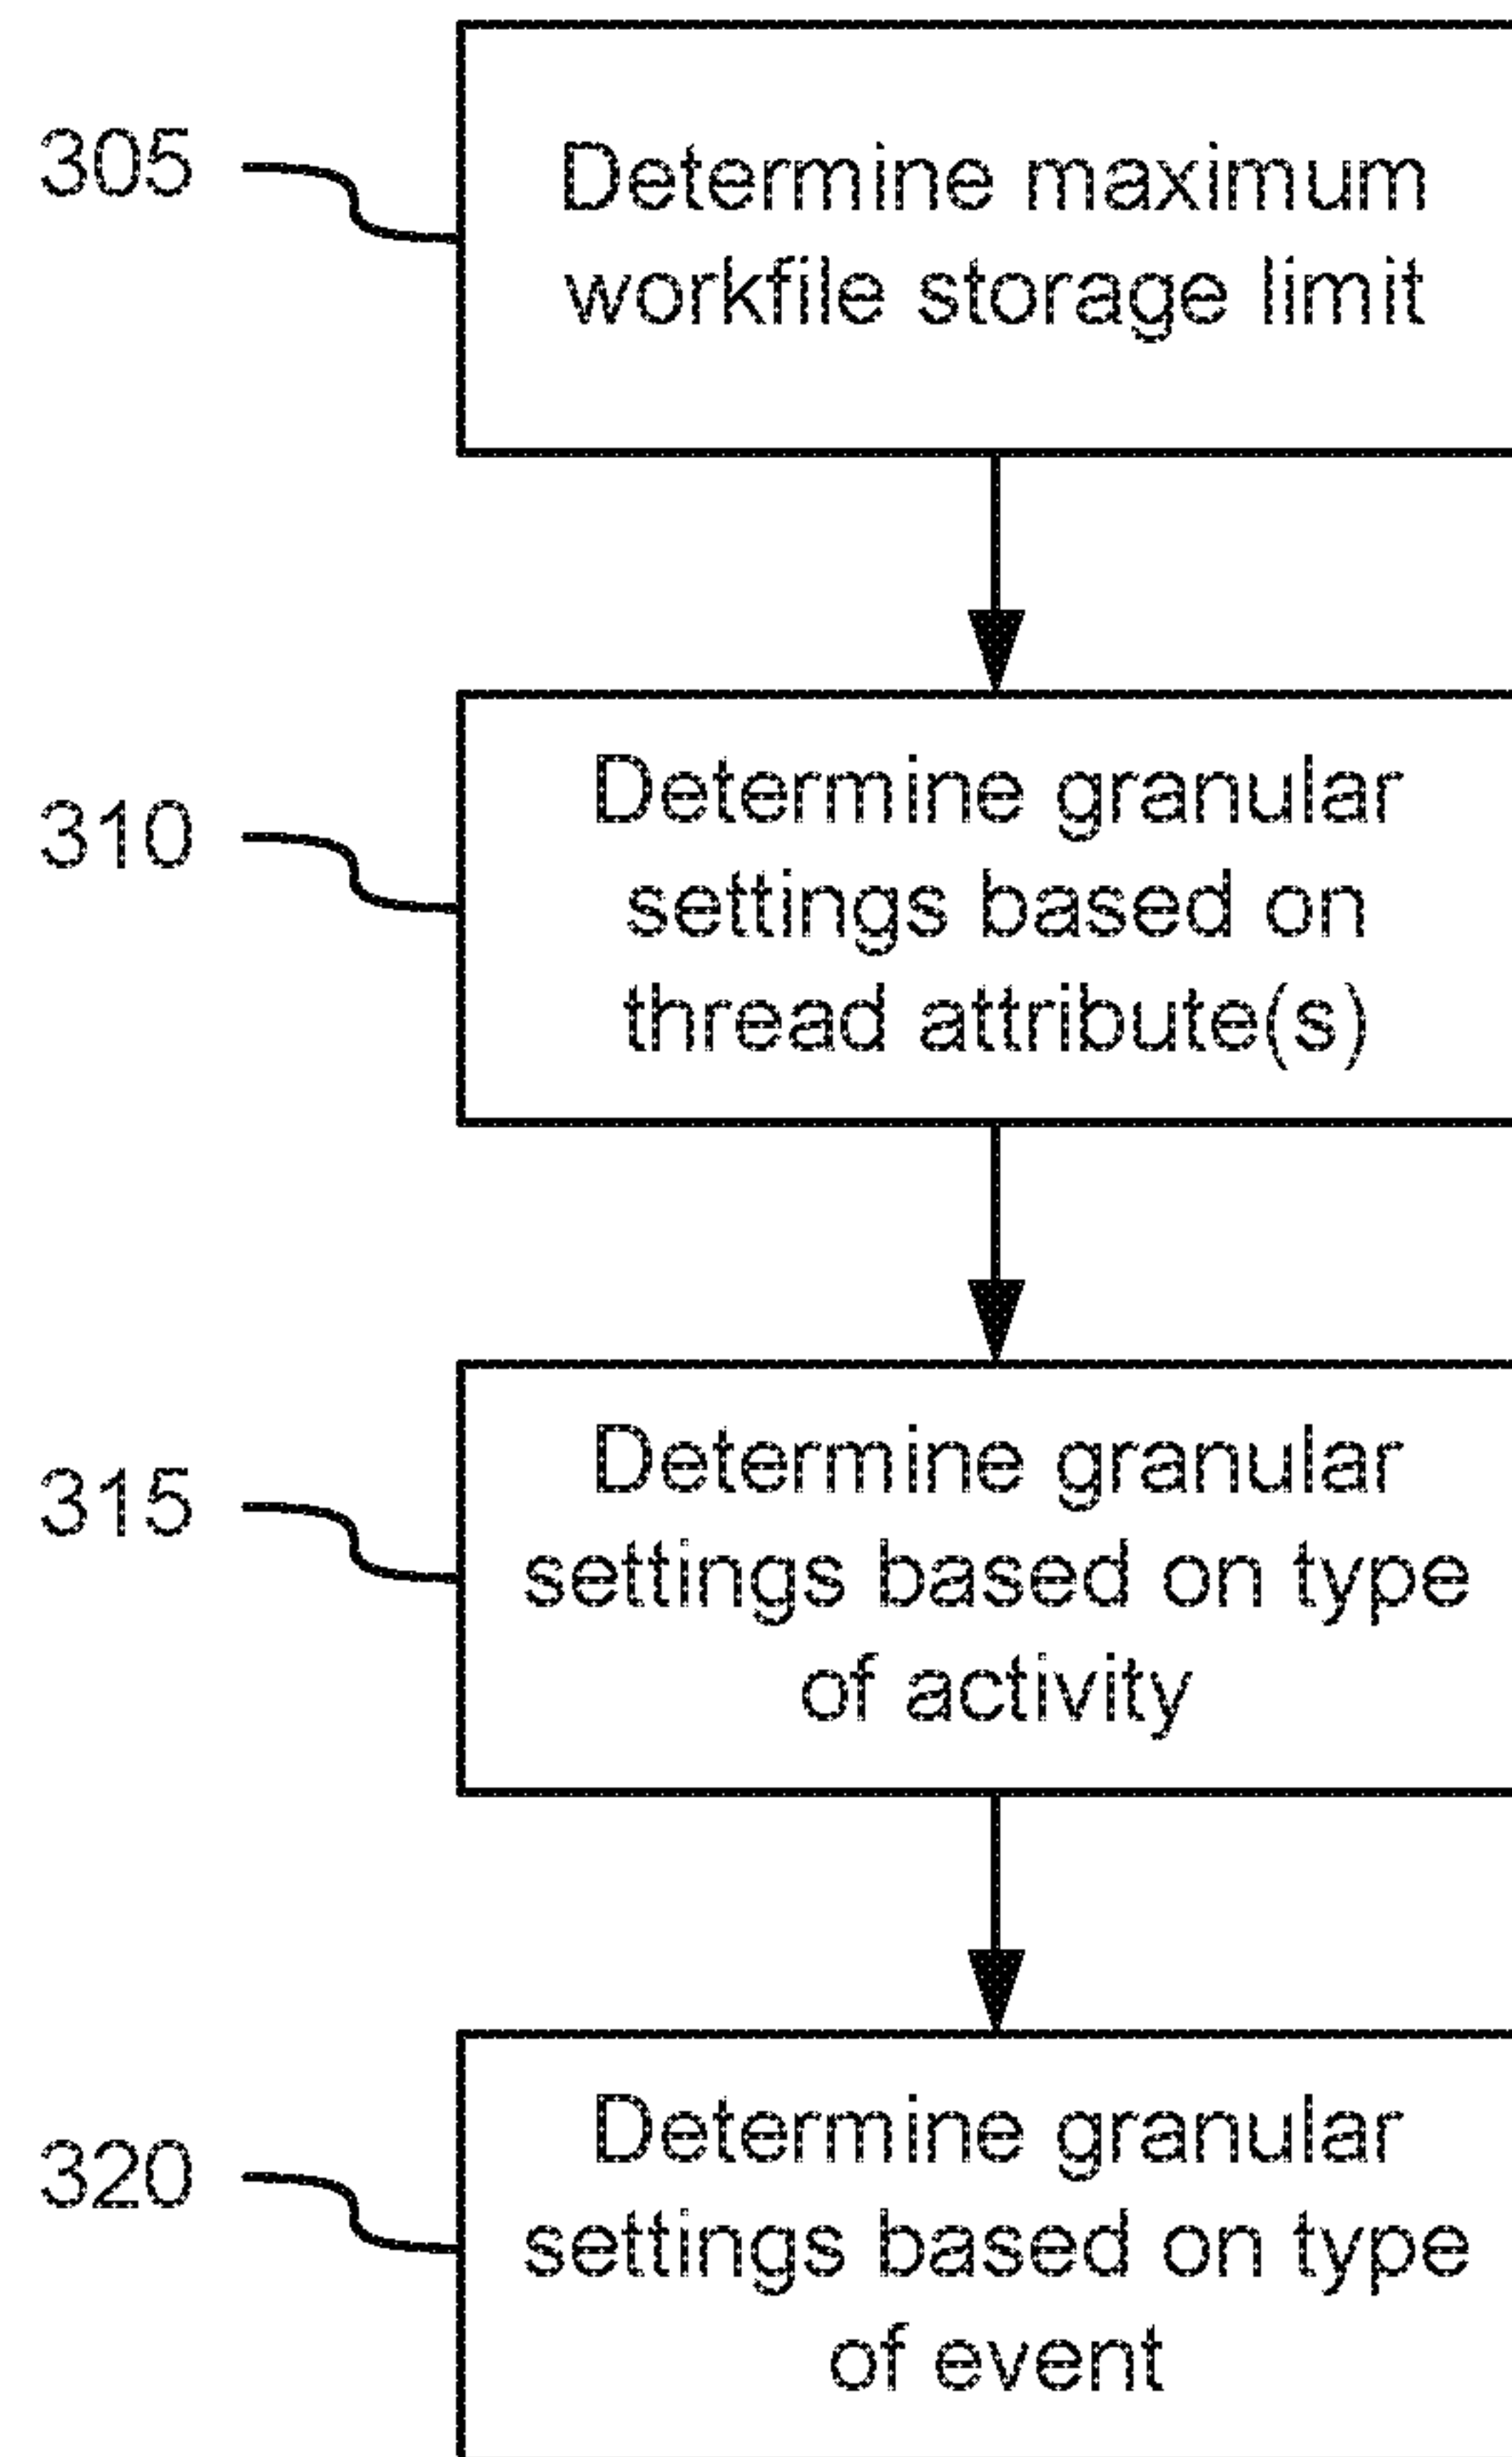 305
Determine maximum
workfile storage limit
310
Determine granular
settings based on
thread attribute(s)
315
Determine granular
settings based on type
of activity
320
Determine granular
settings based on type
of event